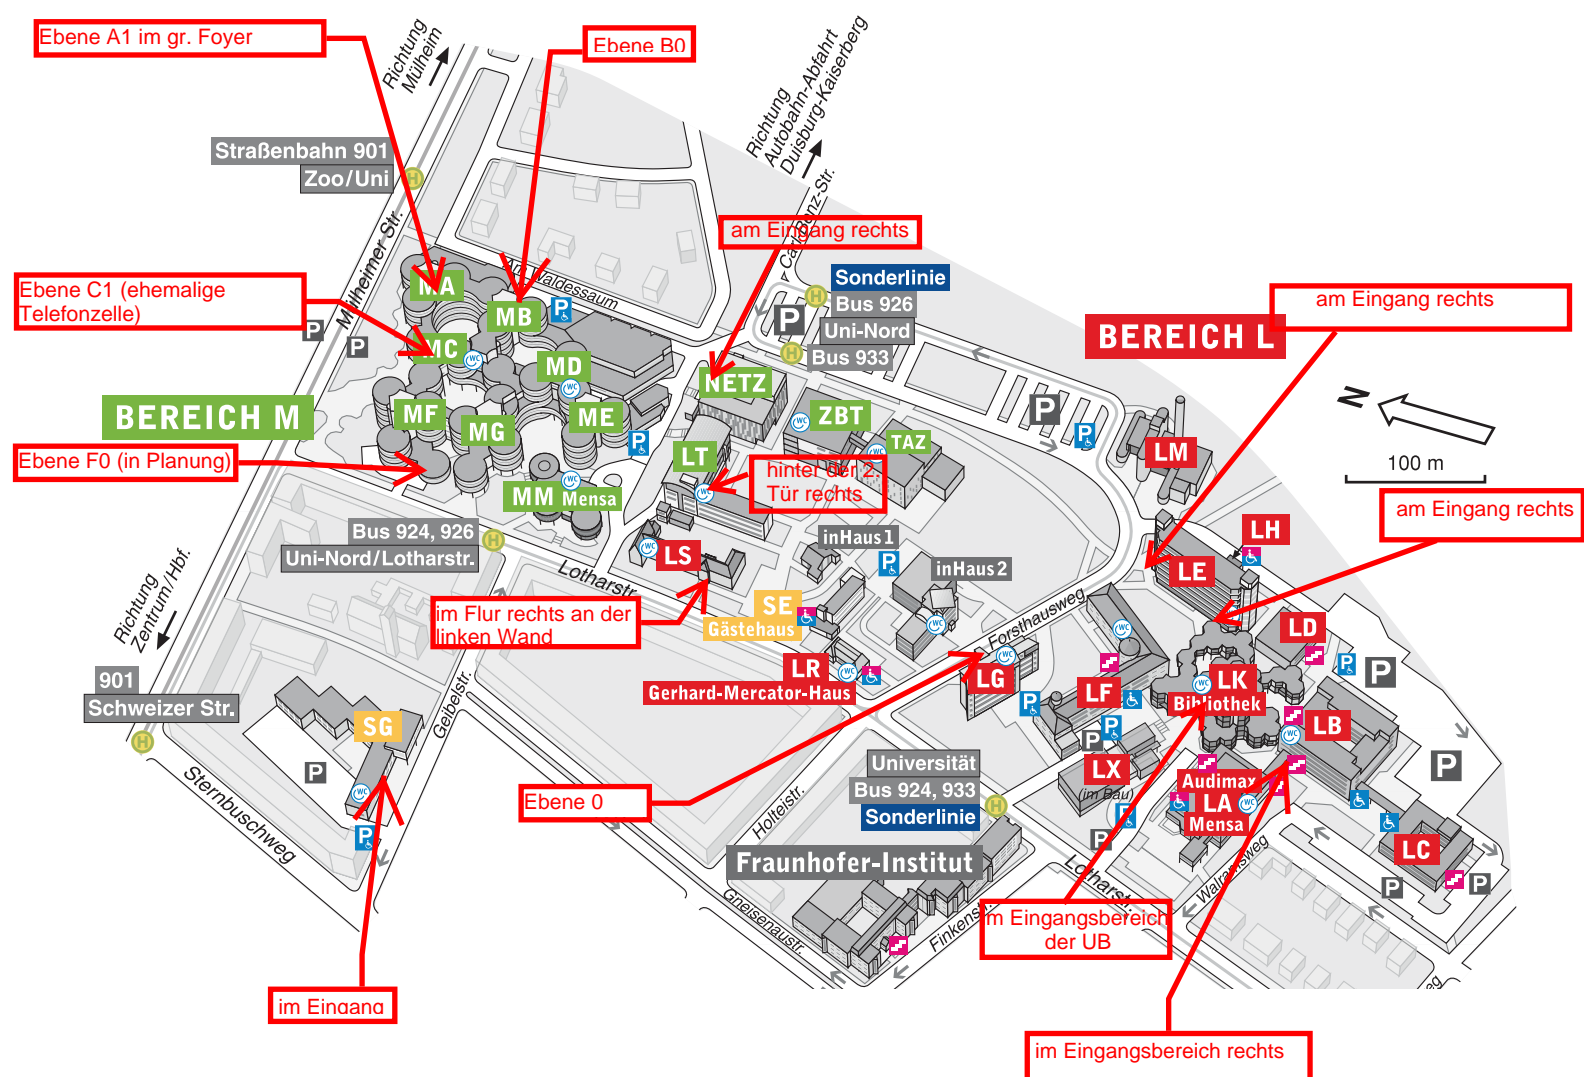 Ebene A1 im gr. Foyer
Ebene B0
Richtung
Mülheim
Richtung
Autobahn-Abfahrt
Duisburg-Kaiserberg
Straßenbahn 901
Zoo/Uni
H
Mülheimer Str.
Carl-Benz-Str.
am Eingang rechts
Am Waldessaum
Sonderlinie
Bus 926
Uni-Nord
Bus 933
H
H
P
Ebene C1 (ehemalige
Telefonzelle)
am Eingang rechts
BEREICH L
MA
MB
MC
MD
ME
MF
MG
MM Mensa
BEREICH M
NETZ
ZBT
TAZ
LT
P
P
P
N
100 m
LM
Ebene F0 (in Planung)
hinter der 2.
Tür rechts
am Eingang rechts
Bus 924, 926
Uni-Nord/Lotharstr.
H
Lotharstr.
LS
inHaus1
inHaus2
LH
LE
Richtung
Zentrum/Hbf.
im Flur rechts an der
linken Wand
SE
Gästehaus
Forsthausweg
LD
LR
Gerhard-Mercator-Haus
LG
LF
LK
Bibliothek
LB
P
901
Schweizer Str.
H
SG
Geibelstr.
P
Sternbuschweg
Universität
Bus 924, 933
Sonderlinie
H
Ebene 0
Holteistr.
LX
(im Bau)
P
Audimax
LA
Mensa
P
LC
P
P
P
Fraunhofer-Institut
Gneisenaustr.
Finkenstr.
Lotharstr.
Walramsweg
im Eingangsbereich
der UB
im Eingang
im Eingangsbereich rechts